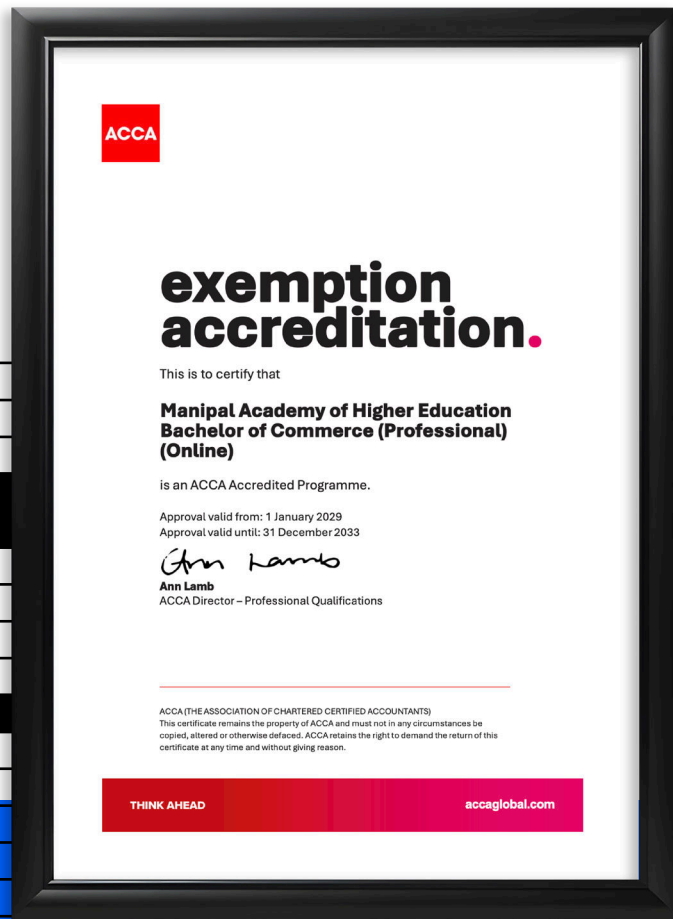 ACCA
exemption
accreditation.
This is to certify that
Manipal Academy of Higher Education
Bachelor of Commerce (Professional)
(Online)
is an ACCA Accredited Programme.
Approval valid from: 1 January 2029
Approval valid until: 31 December 2033
Ann Lamb
Ann Lamb
ACCA Director – Professional Qualifications
ACCA (THE ASSOCIATION OF CHARTERED CERTIFIED ACCOUNTANTS)
This certificate remains the property of ACCA and must not in any circumstances be
copied, altered or otherwise defaced. ACCA retains the right to demand the return of this
certificate at any time and without giving reason.
THINK AHEAD
accaglobal.com